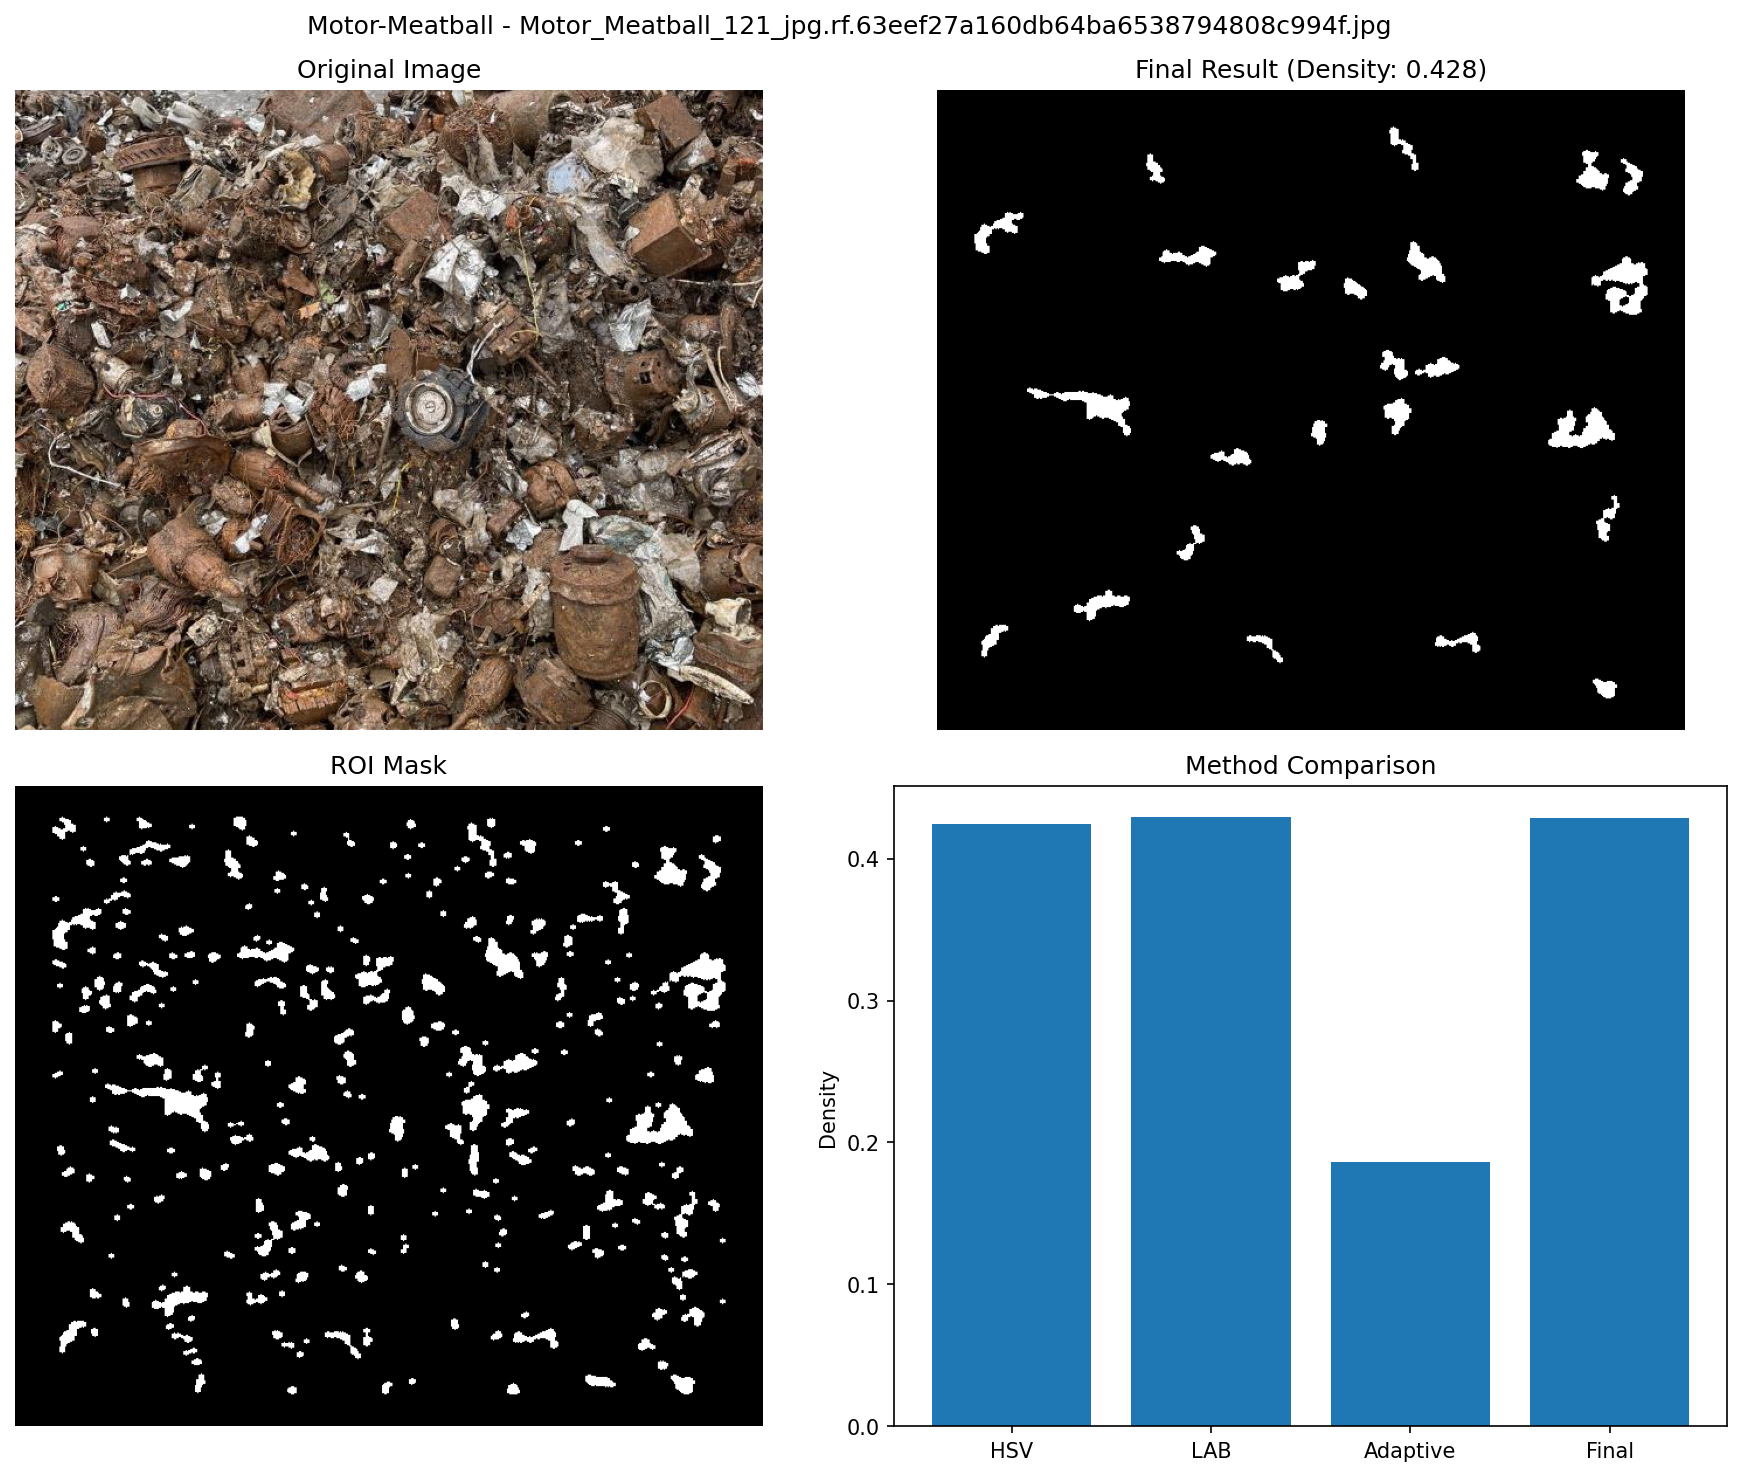 Motor-Meatball - Motor_Meatball_121_jpg.rf.63eef27a160db64ba6538794808c994f.jpg
Original Image
Final Result (Density: 0.428)
ROI Mask
Method Comparison
Density
0.4
0.3
0.2
0.1
0.0
HSV
LAB
Adaptive
Final